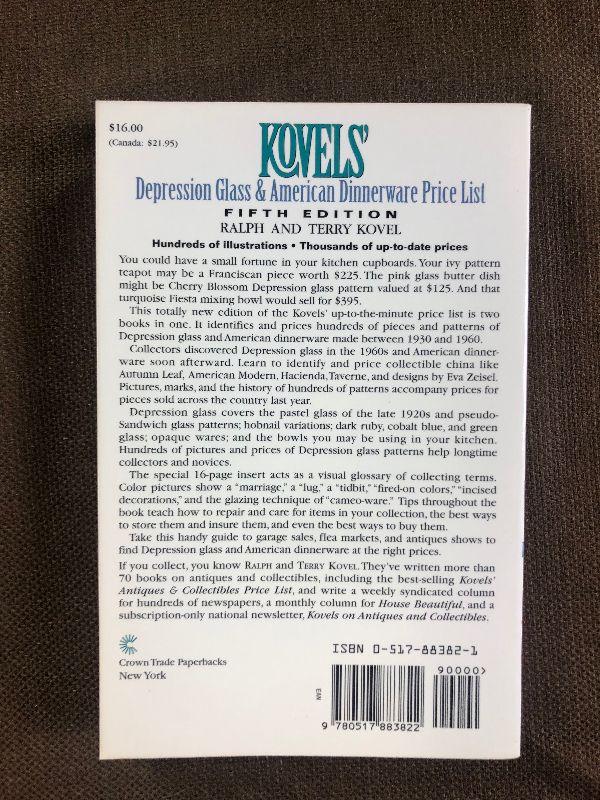 $16.00
(Canada: $21.95)
KOVELS'
Depression Glass & American Dinnerware Price List
FIFTH EDITION
RALPH AND TERRY KOVEL
Hundreds of illustrations • Thousands of up-to-date prices
You could have a small fortune in your kitchen cupboards. Your ivy pattern
teapot may be a Franciscan piece worth $225. The pink glass butter dish
might be Cherry Blossom Depression glass pattern valued at $125. And that
turquoise Fiesta mixing bowl would sell for $395.
This totally new edition of the Kovels' up-to-the-minute price list is two
books in one. It identifies and prices hundreds of pieces and patterns of
Depression glass and American dinnerware made between 1930 and 1960.
Collectors discovered Depression glass in the 1960s and American dinner-
ware soon afterward. Learn to identify and price collectible china like
Autumn Leaf, American Modern, Hacienda, Taverne, and designs by Eva Zeisel.
Pictures, marks, and the history of hundreds of patterns accompany prices for
pieces sold across the country last year.
Depression glass covers the pastel glass of the late 1920s and pseudo-
Sandwich glass patterns; hobnail variations; dark ruby, cobalt blue, and green
glass; opaque wares; and the bowls you may be using in your kitchen.
Hundreds of pictures and prices of Depression glass patterns help longtime
collectors and novices.
The special 16-page insert acts as a visual glossary of collecting terms.
Color pictures show a "marriage," a "lug," a "tidbit," "fired-on colors," "incised
decorations," and the glazing technique of "cameo-ware." Tips throughout the
book teach how to repair and care for items in your collection, the best ways
to store them and insure them, and even the best ways to buy them.
Take this handy guide to garage sales, flea markets, and antiques shows to
find Depression glass and American dinnerware at the right prices.
If you collect, you know RALPH and TERRY KOVEL. They've written more than
70 books on antiques and collectibles, including the best-selling Kovels'
Antiques & Collectibles Price List, and write a weekly syndicated column
for hundreds of newspapers, a monthly column for House Beautiful, and a
subscription-only national newsletter, Kovels on Antiques and Collectibles.
Crown Trade Paperbacks
New York
ISBN 0-517-88382-1
90000>
EAN
9 780517 883822